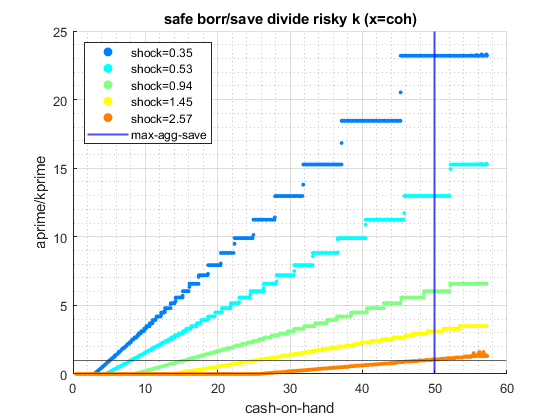 safe borr/save divide risky k (x=coh)
25
20
15
10
5
0
aprime/kprime
shock=0.35
shock=0.53
shock=0.94
shock=1.45
shock=2.57
max-agg-save
0 10 20 30 40 50 60
cash-on-hand